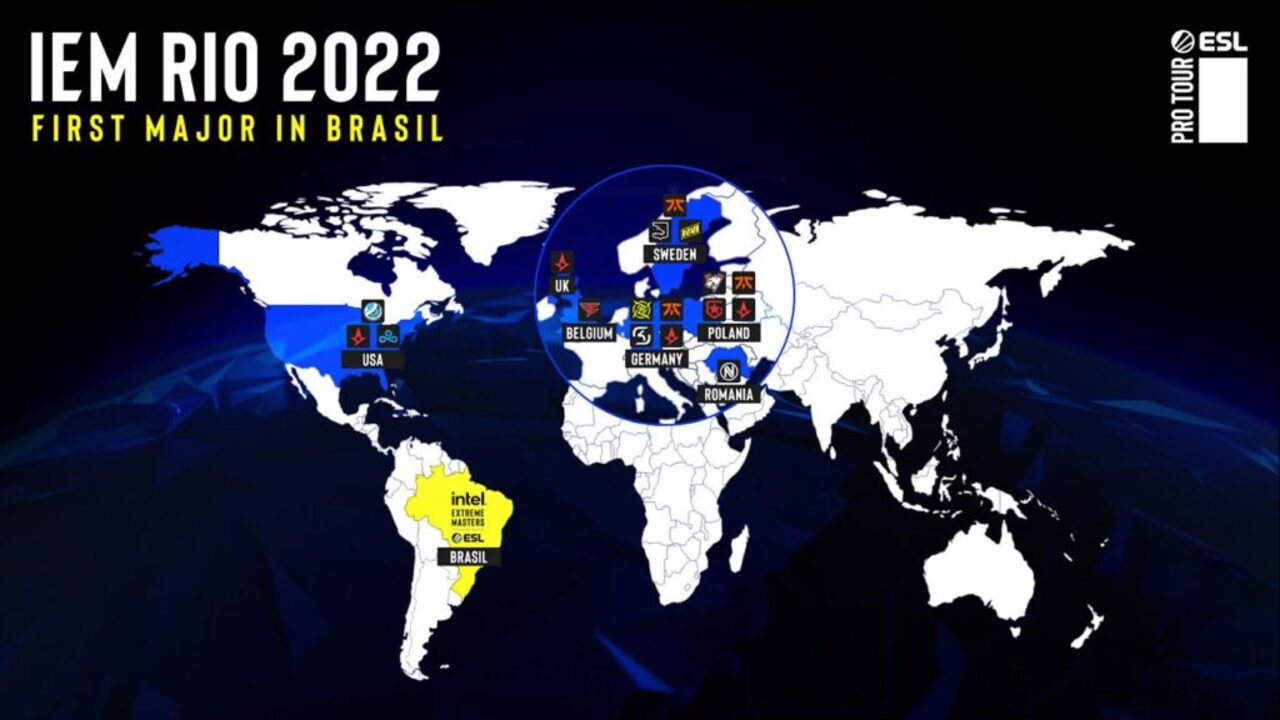 IEM RIO 2022
FIRST MAJOR IN BRASIL
ESL
PRO TOUR
SWEDEN
UK
BELGIUM
GERMANY
POLAND
ROMANIA
USA
intel
EXTREME
MASTERS
ESL
BRASIL